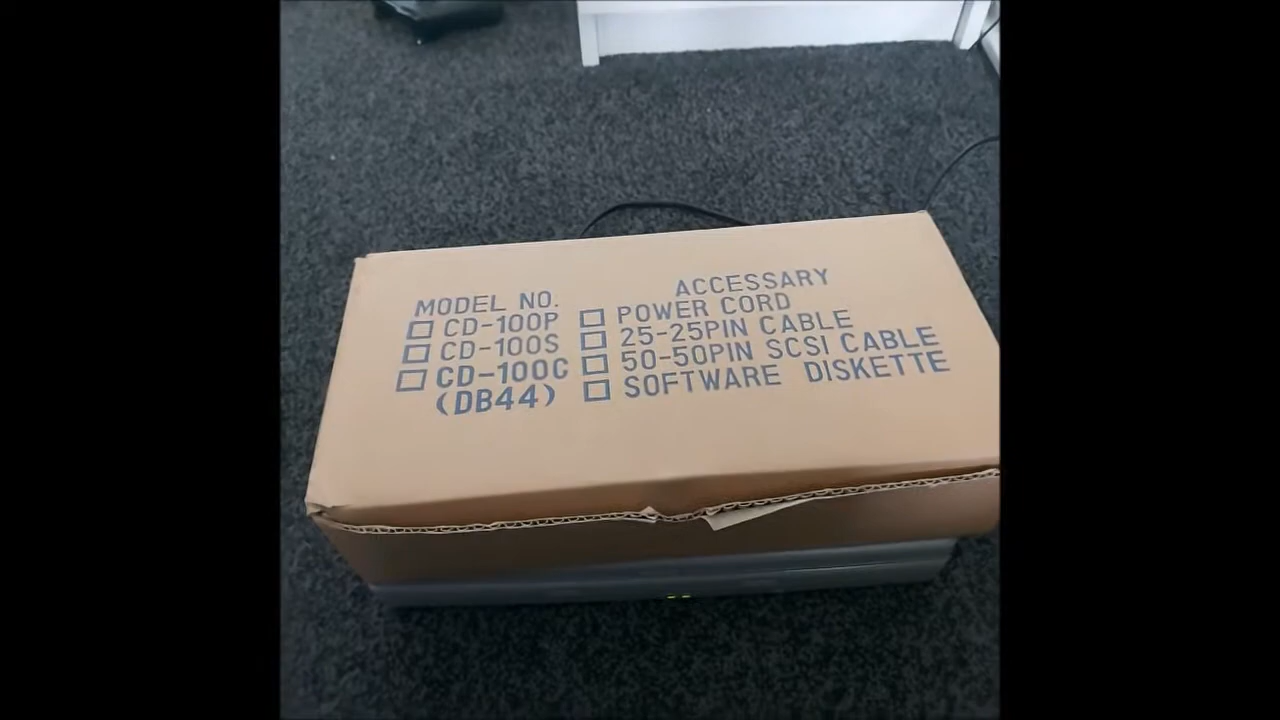 MODEL NO.
CD-100P
CD-100S
CD-100C
(DB44)
ACCESSARY
POWER CORD
25-25PIN CABLE
50-50PIN SCSI CABLE
SOFTWARE DISKETTE